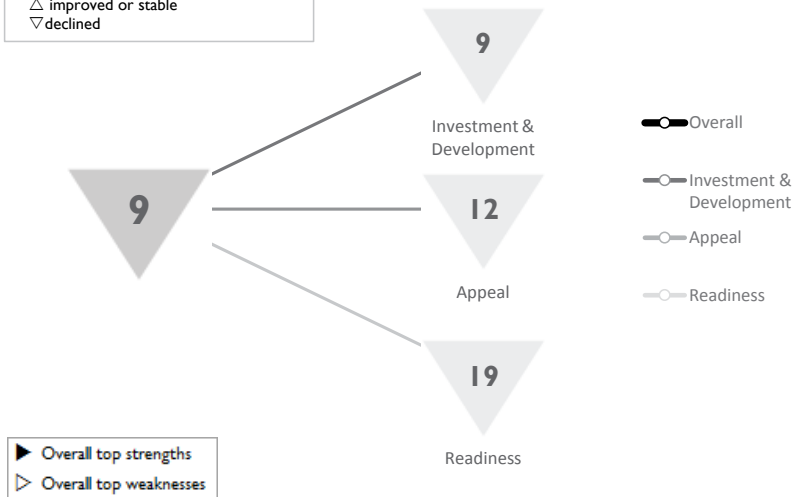 △ improved or stable
▽ declined
9
Investment &
Development
9
12
Appeal
19
Readiness
Overall
Investment &
Development
Appeal
Readiness
▶ Overall top strengths
▷ Overall top weaknesses